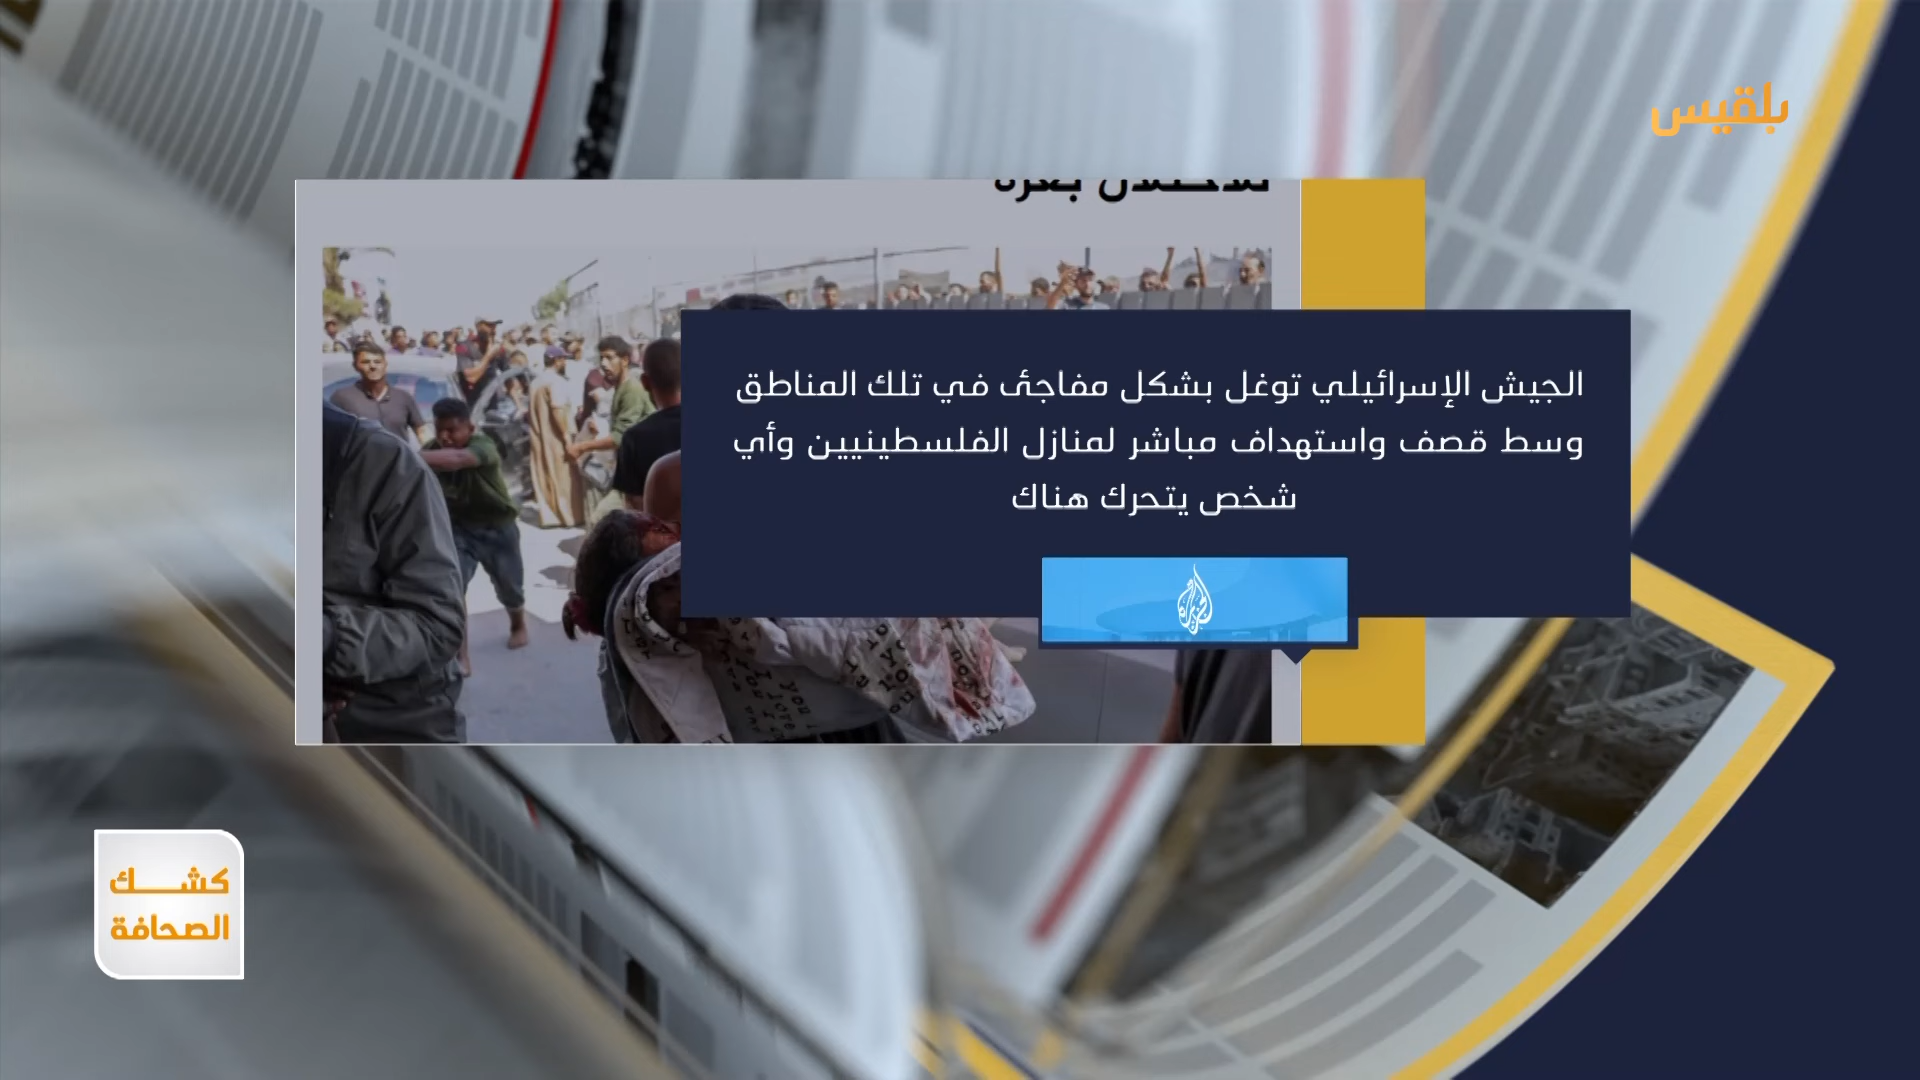 بلقيس
الجيش الإسرائيلي توغل بشكل مفاجئ في تلك المناطق
وسط قصف واستهداف مباشر لمنازل الفلسطينيين وأي
شخص يتحرك هناك
كشك
الصحافة